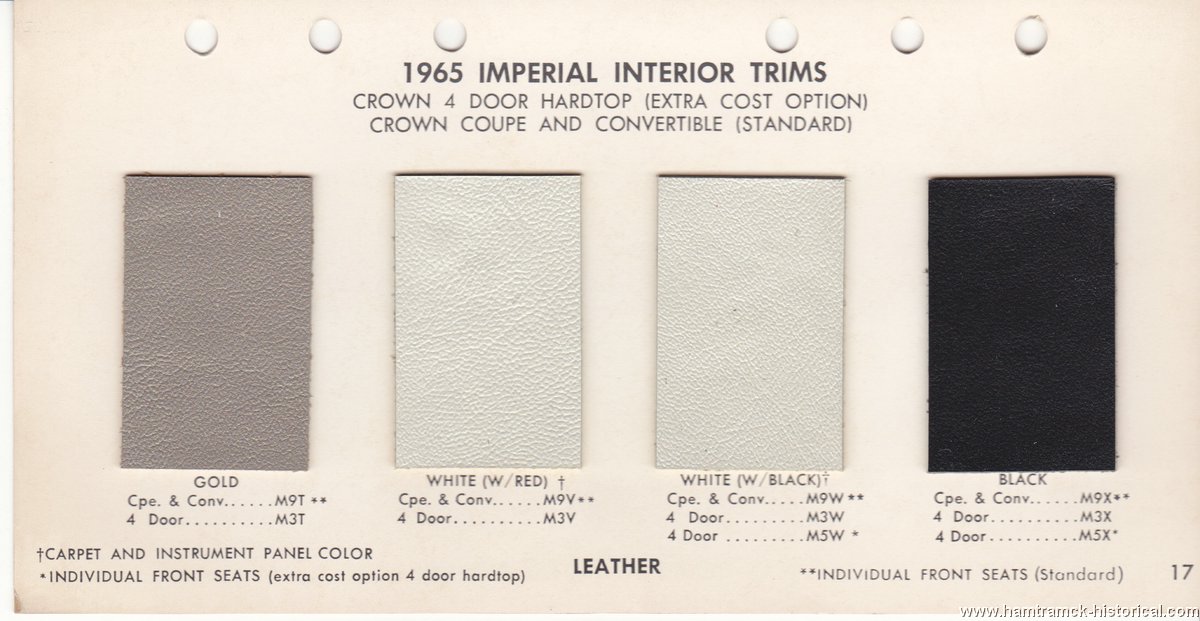 1965 IMPERIAL INTERIOR TRIMS
CROWN 4 DOOR HARDTOP (EXTRA COST OPTION)
CROWN COUPE AND CONVERTIBLE (STANDARD)
GOLD
Cpe. & Conv......M9T **
4 Door..........M3T
WHITE (W/RED) †
Cpe. & Conv.....M9V**
4 Door..........M3V
WHITE (W/BLACK)†
Cpe. & Conv.....M9W **
4 Door.........M3W
4 Door .........M5W *
BLACK
Cpe. & Conv.....M9X**
4 Door..........M3X
4 Door ..........M5X*
†CARPET AND INSTRUMENT PANEL COLOR
*INDIVIDUAL FRONT SEATS (extra cost option 4 door hardtop)
LEATHER
**INDIVIDUAL FRONT SEATS (Standard)
17
www.hamtramck-historical.com